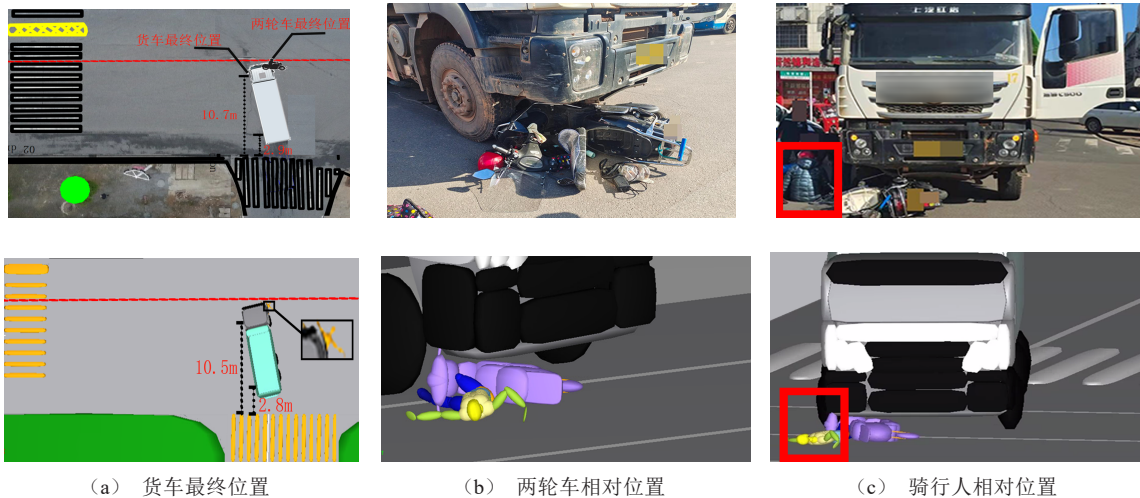 两轮车最终位置
货车最终位置
10.7m
上汽红岩
17
10.5m
2.8m
（a） 货车最终位置
（b） 两轮车相对位置
（c） 骑行人相对位置